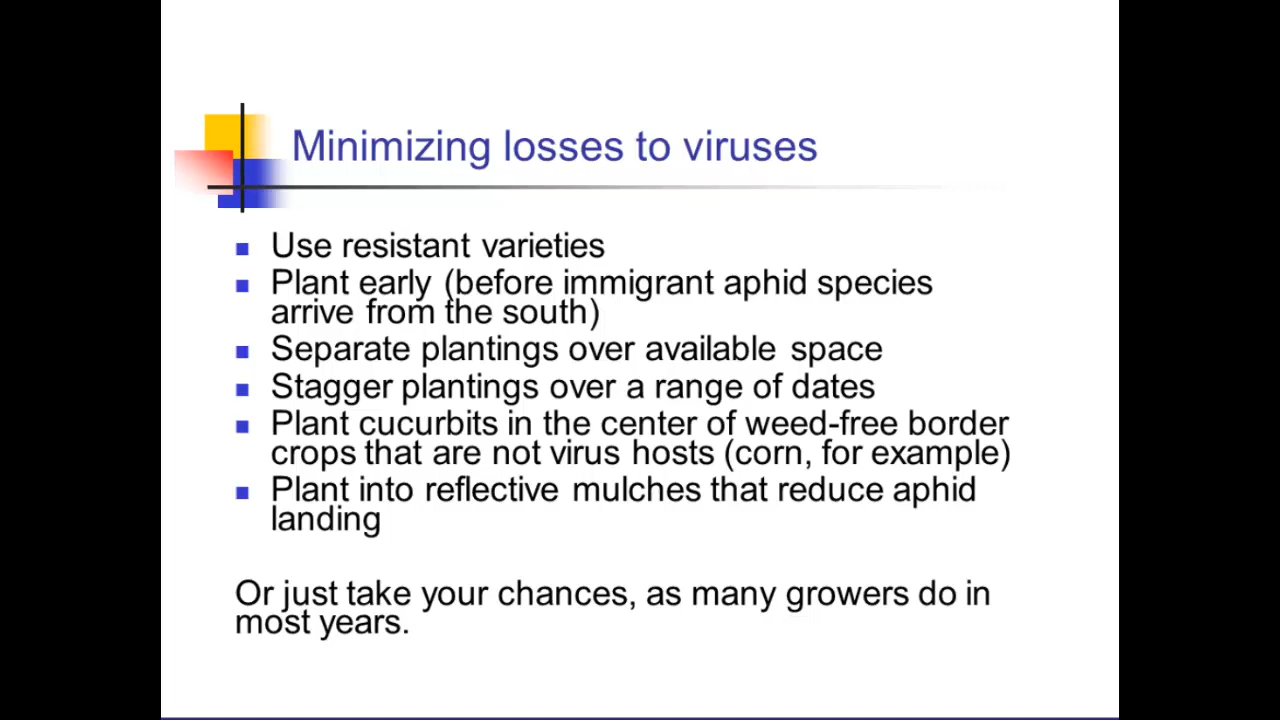 Minimizing losses to viruses
Use resistant varieties
Plant early (before immigrant aphid species
arrive from the south)
Separate plantings over available space
Stagger plantings over a range of dates
Plant cucurbits in the center of weed-free border
crops that are not virus hosts (corn, for example)
Plant into reflective mulches that reduce aphid
landing
Or just take your chances, as many growers do in
most years.